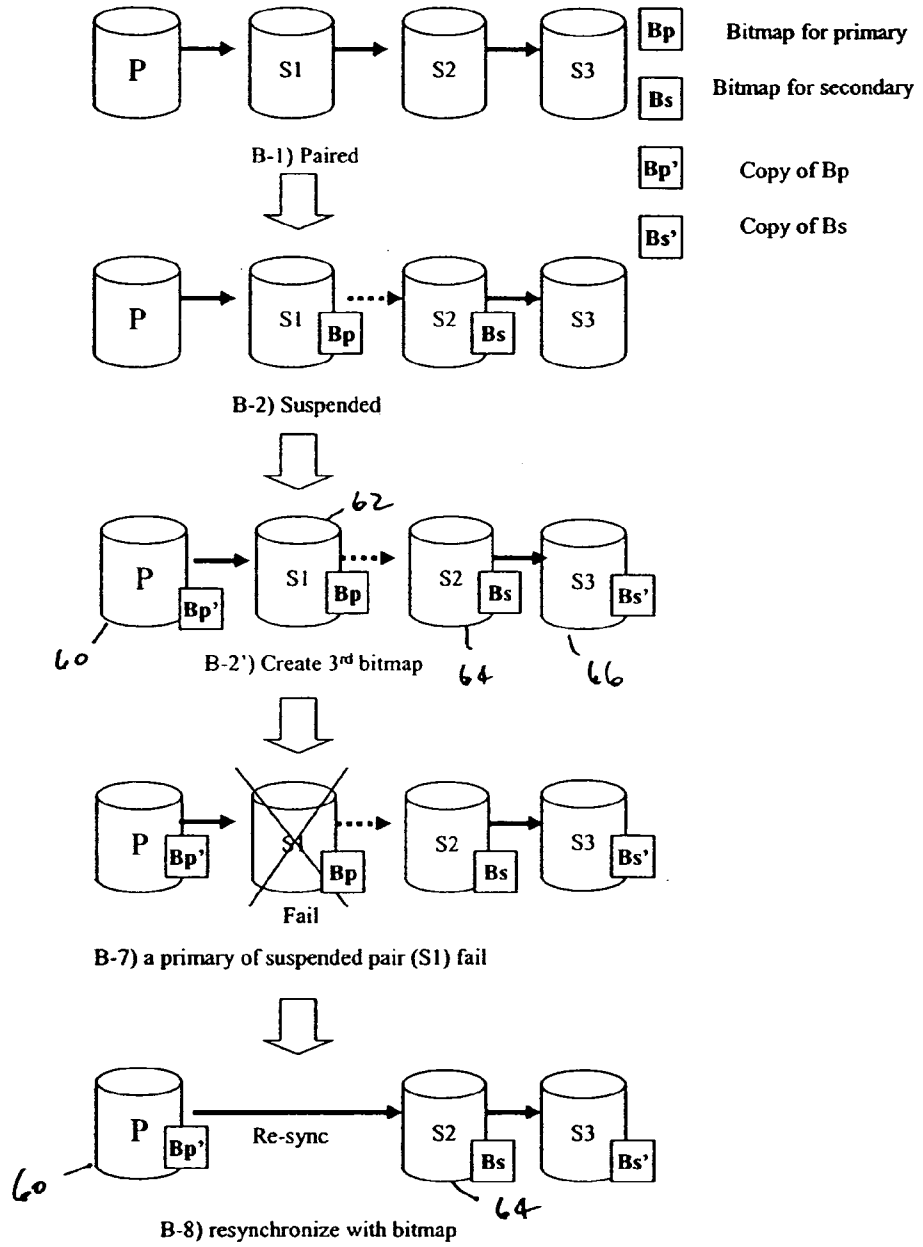 P S1 S2 S3
Bp Bitmap for primary
Bs Bitmap for secondary
Bp' Copy of Bp
Bs' Copy of Bs
B-1) Paired
P S1 Bp S2 Bs S3
B-2) Suspended
62
P Bp' S1 Bp S2 Bs S3 Bs'
60 64 66
B-2') Create 3rd bitmap
P Bp' S1 Bp S2 Bs S3 Bs'
Fail
B-7) a primary of suspended pair (S1) fail
P Bp' Re-sync S2 Bs S3 Bs'
60 64
B-8) resynchronize with bitmap